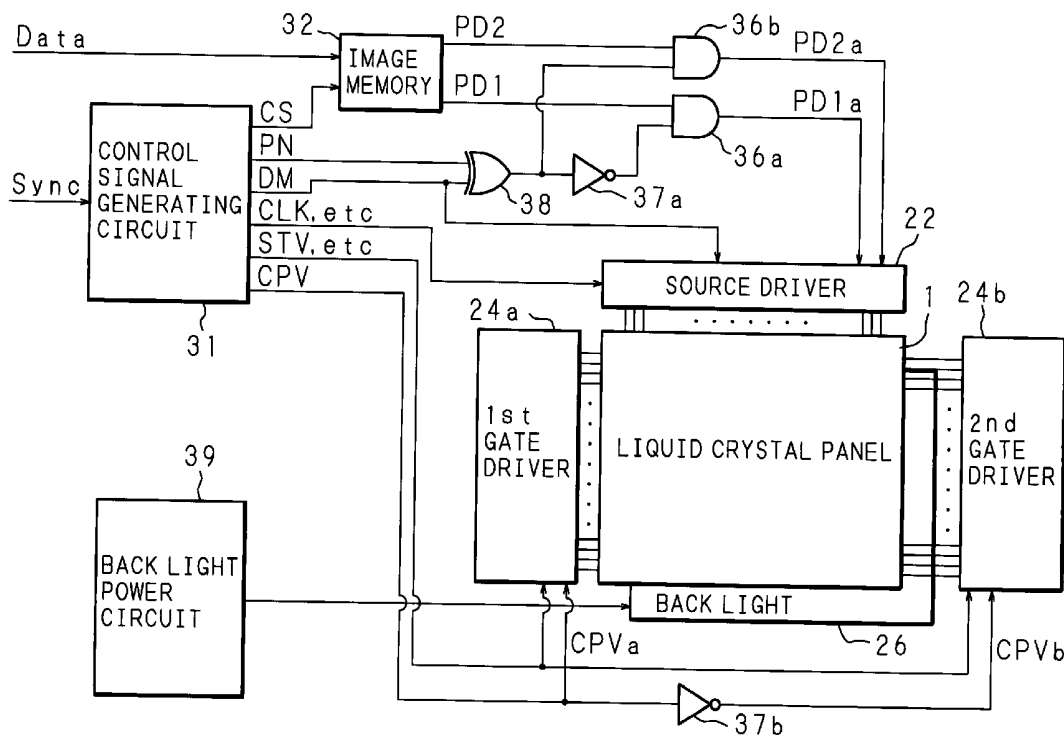 Data
32
IMAGE
MEMORY
PD2
PD1
36b
PD2a
PD1a
36a
Sync
CONTROL
SIGNAL
GENERATING
CIRCUIT
31
CS
PN
DM
CLK,etc
STV,etc
CPV
38
37a
22
SOURCE DRIVER
24a
1
24b
1st
GATE
DRIVER
LIQUID CRYSTAL PANEL
2nd
GATE
DRIVER
39
BACK LIGHT
POWER
CIRCUIT
BACK LIGHT
26
CPVa
CPVb
37b